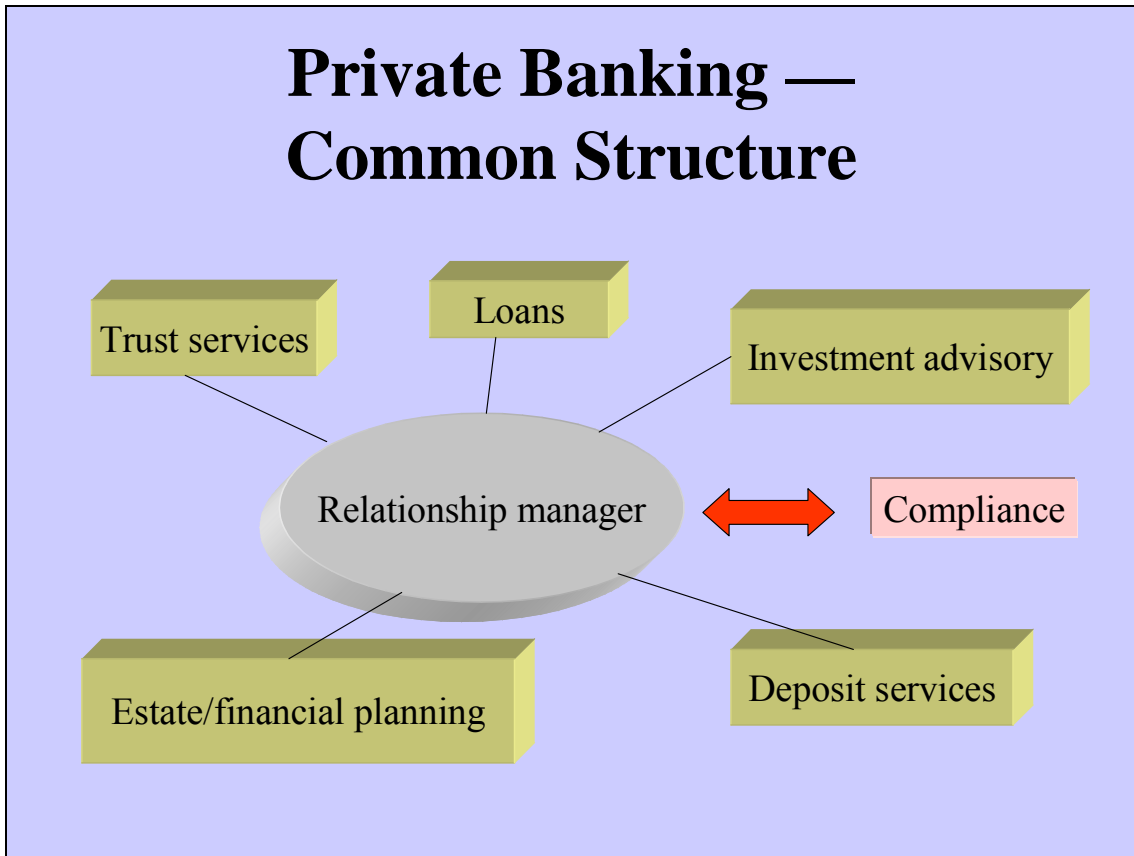 Private Banking —
Common Structure
Trust services
Loans
Investment advisory
Relationship manager
Compliance
Estate/financial planning
Deposit services